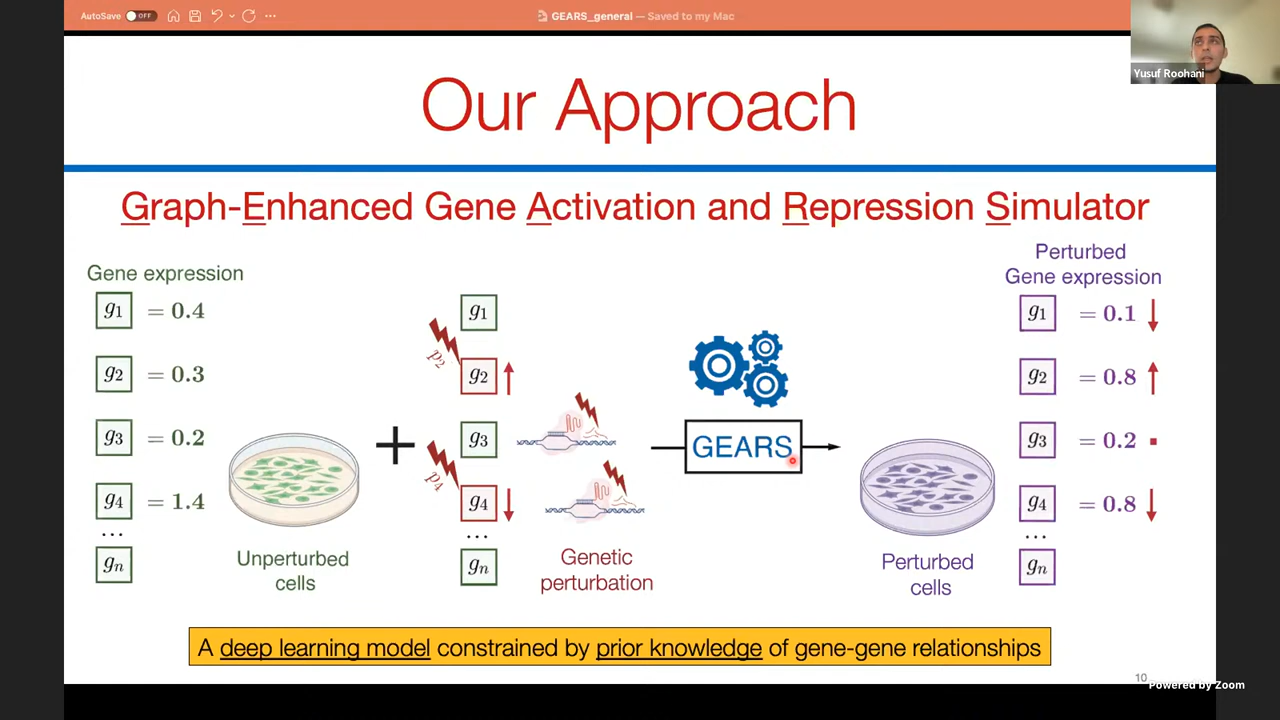 AutoSave OFF
GEARS_general — Saved to my Mac
Yusuf Roohani
Our Approach
Graph-Enhanced Gene Activation and Repression Simulator
Gene expression
g1 = 0.4
g2 = 0.3
g3 = 0.2
g4 = 1.4
...
gn
Unperturbed
cells
+
p2
p4
g1
g2
g3
g4
...
gn
Genetic
perturbation
GEARS
Perturbed
Gene expression
g1 = 0.1
g2 = 0.8
g3 = 0.2
g4 = 0.8
...
gn
Perturbed
cells
A deep learning model constrained by prior knowledge of gene-gene relationships
10
Powered by Zoom